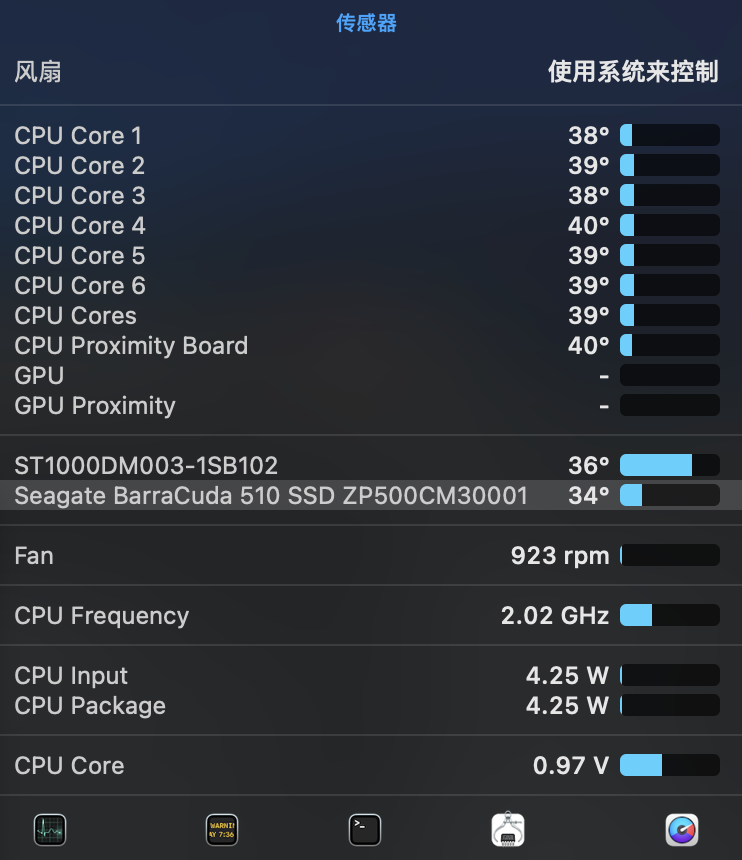 传感器
风扇 使用系统来控制
CPU Core 1 38°
CPU Core 2 39°
CPU Core 3 38°
CPU Core 4 40°
CPU Core 5 39°
CPU Core 6 39°
CPU Cores 39°
CPU Proximity Board 40°
GPU -
GPU Proximity -
ST1000DM003-1SB102 36°
Seagate BarraCuda 510 SSD ZP500CM30001 34°
Fan 923 rpm
CPU Frequency 2.02 GHz
CPU Input 4.25 W
CPU Package 4.25 W
CPU Core 0.97 V
WARNI
AY 7:36
>-